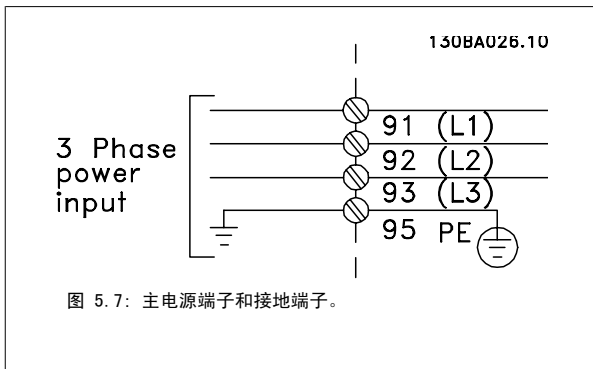 130BA026.10
3 Phase
power
input
91 (L1)
92 (L2)
93 (L3)
95 PE
图 5.7: 主电源端子和接地端子。